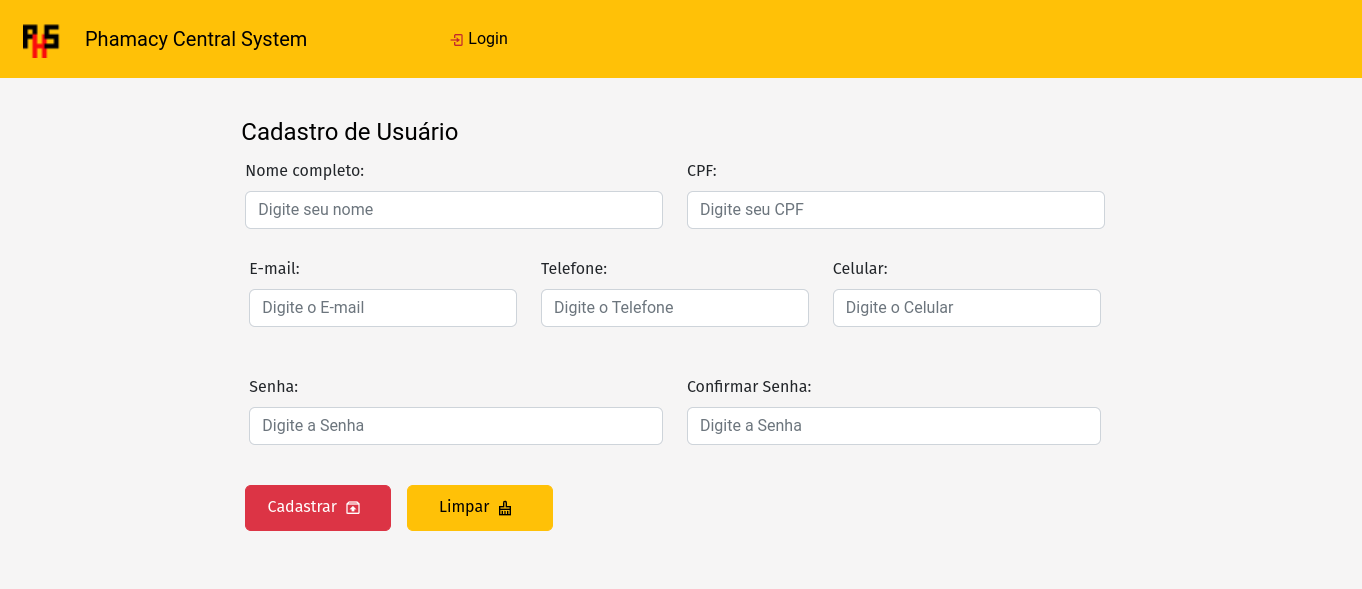 PHS
Phamacy Central System
Login
Cadastro de Usuário
Nome completo: CPF:
Digite seu nome Digite seu CPF
E-mail: Telefone: Celular:
Digite o E-mail Digite o Telefone Digite o Celular
Senha: Confirmar Senha:
Digite a Senha Digite a Senha
Cadastrar Limpar